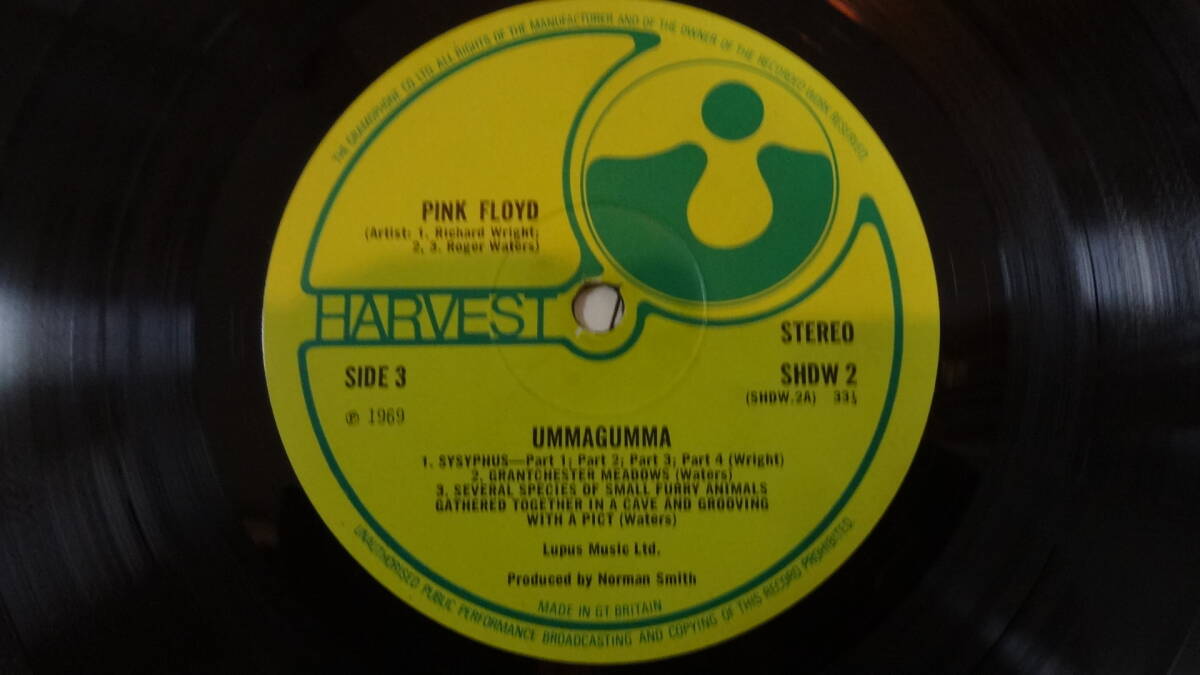 THE GRAMOPHONE CO LTD. ALL RIGHTS OF THE MANUFACTURER AND OF THE OWNER OF THE RECORDED WORK RESERVED.
PINK FLOYD
(Artist: 1. Richard Wright;
2, 3. Roger Waters)
HARVEST
STEREO
SIDE 3
SHDW 2
(SHDW.2A) 33⅓
℗ 1969
UMMAGUMMA
1. SYSYPHUS—Part 1; Part 2; Part 3; Part 4 (Wright)
2. GRANTCHESTER MEADOWS (Waters)
3. SEVERAL SPECIES OF SMALL FURRY ANIMALS
GATHERED TOGETHER IN A CAVE AND GROOVING
WITH A PICT (Waters)
Lupus Music Ltd.
Produced by Norman Smith
MADE IN GT BRITAIN
UNAUTHORISED PUBLIC PERFORMANCE BROADCASTING AND COPYING OF THIS RECORD PROHIBITED.